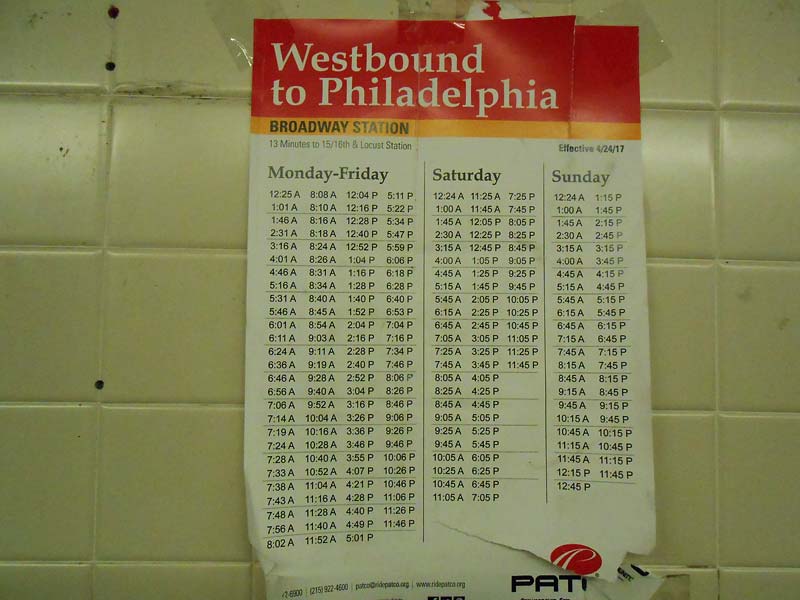 Westbound
to Philadelphia
BROADWAY STATION
13 Minutes to 15/16th & Locust Station
Effective 4/24/17
Monday-Friday
12:25 A 8:08 A 12:04 P 5:11 P
1:01 A 8:10 A 12:16 P 5:22 P
1:46 A 8:16 A 12:28 P 5:34 P
2:31 A 8:18 A 12:40 P 5:47 P
3:16 A 8:24 A 12:52 P 5:59 P
4:01 A 8:26 A 1:04 P 6:06 P
4:46 A 8:31 A 1:16 P 6:18 P
5:16 A 8:34 A 1:28 P 6:28 P
5:31 A 8:40 A 1:40 P 6:40 P
5:46 A 8:45 A 1:52 P 6:53 P
6:01 A 8:54 A 2:04 P 7:04 P
6:11 A 9:03 A 2:16 P 7:16 P
6:24 A 9:11 A 2:28 P 7:34 P
6:36 A 9:19 A 2:40 P 7:46 P
6:46 A 9:28 A 2:52 P 8:06 P
6:56 A 9:40 A 3:04 P 8:26 P
7:06 A 9:52 A 3:16 P 8:46 P
7:14 A 10:04 A 3:26 P 9:06 P
7:19 A 10:16 A 3:36 P 9:26 P
7:24 A 10:28 A 3:46 P 9:46 P
7:28 A 10:40 A 3:55 P 10:06 P
7:33 A 10:52 A 4:07 P 10:26 P
7:38 A 11:04 A 4:21 P 10:46 P
7:43 A 11:16 A 4:28 P 11:06 P
7:48 A 11:28 A 4:40 P 11:26 P
7:56 A 11:40 A 4:49 P 11:46 P
8:02 A 11:52 A 5:01 P
Saturday
12:24 A 11:25 A 7:25 P
1:00 A 11:45 A 7:45 P
1:45 A 12:05 P 8:05 P
2:30 A 12:25 P 8:25 P
3:15 A 12:45 P 8:45 P
4:00 A 1:05 P 9:05 P
4:45 A 1:25 P 9:25 P
5:15 A 1:45 P 9:45 P
5:45 A 2:05 P 10:05 P
6:15 A 2:25 P 10:25 P
6:45 A 2:45 P 10:45 P
7:05 A 3:05 P 11:05 P
7:25 A 3:25 P 11:25 P
7:45 A 3:45 P 11:45 P
8:05 A 4:05 P
8:25 A 4:25 P
8:45 A 4:45 P
9:05 A 5:05 P
9:25 A 5:25 P
9:45 A 5:45 P
10:05 A 6:05 P
10:25 A 6:25 P
10:45 A 6:45 P
11:05 A 7:05 P
Sunday
12:24 A 1:15 P
1:00 A 1:45 P
1:45 A 2:15 P
2:30 A 2:45 P
3:15 A 3:15 P
4:00 A 3:45 P
4:45 A 4:15 P
5:15 A 4:45 P
5:45 A 5:15 P
6:15 A 5:45 P
6:45 A 6:15 P
7:15 A 6:45 P
7:45 A 7:15 P
8:15 A 7:45 P
8:45 A 8:15 P
9:15 A 8:45 P
9:45 A 9:15 P
10:15 A 9:45 P
10:45 A 10:15 P
11:15 A 10:45 P
11:45 A 11:15 P
12:15 P 11:45 P
12:45 P
2-6900 | (215) 922-4600 | patco@ridepatco.org | www.ridepatco.org
PAT